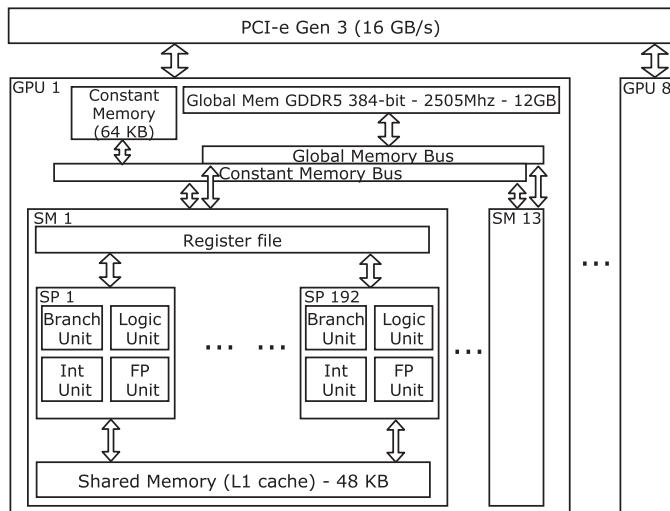 PCI-e Gen 3 (16 GB/s)
GPU 1
GPU 8
Constant
Memory
(64 KB)
Global Mem GDDR5 384-bit - 2505Mhz - 12GB
Global Memory Bus
Constant Memory Bus
SM 1
SM 13
Register file
SP 1
Branch
Unit
Logic
Unit
Int
Unit
FP
Unit
... ...
SP 192
Branch
Unit
Logic
Unit
Int
Unit
FP
Unit
...
...
Shared Memory (L1 cache) - 48 KB